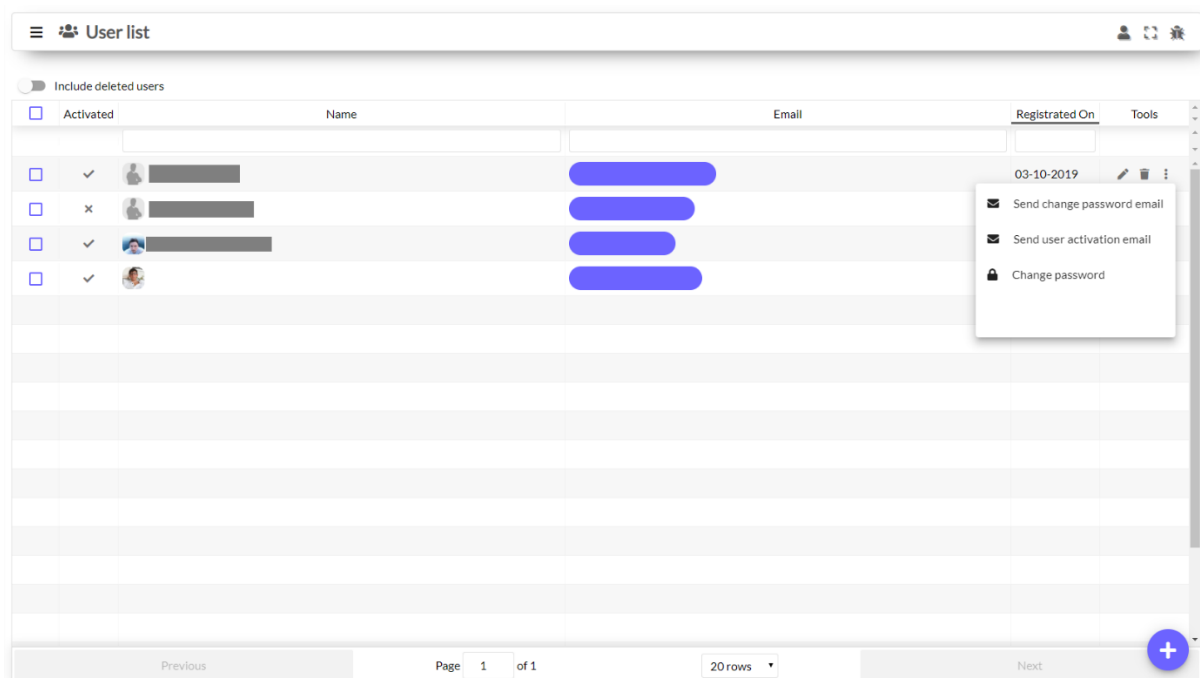 User list
Include deleted users
Activated Name Email Registrated On Tools
03-10-2019
Send change password email
Send user activation email
Change password
Previous Page 1 of 1 20 rows Next